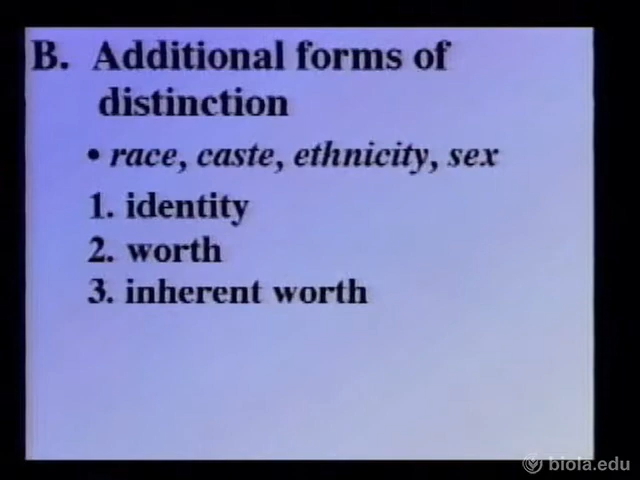 B. Additional forms of
distinction
• race, caste, ethnicity, sex
1. identity
2. worth
3. inherent worth
biola.edu